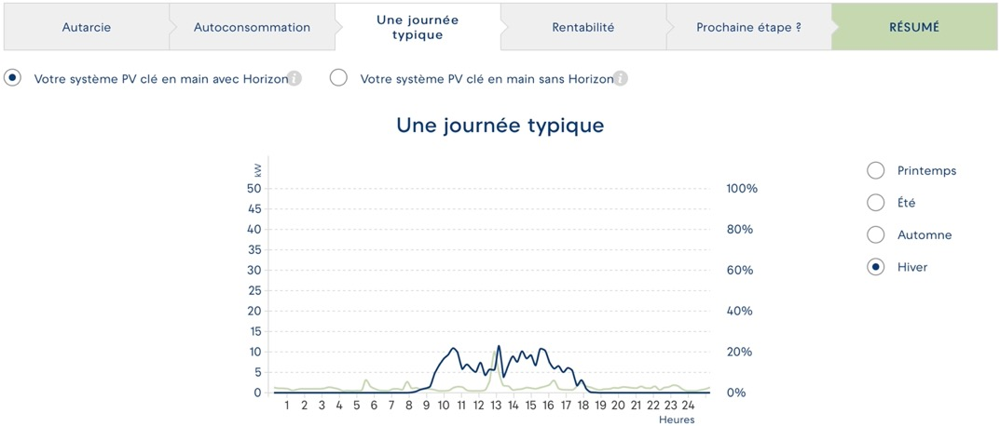 Autarcie
Autoconsommation
Une journée
typique
Rentabilité
Prochaine étape ?
RÉSUMÉ
Votre système PV clé en main avec Horizon i
Votre système PV clé en main sans Horizon i
Une journée typique
kW
50
45
40
35
30
25
20
15
10
5
0
100%
80%
60%
40%
20%
0%
1 2 3 4 5 6 7 8 9 10 11 12 13 14 15 16 17 18 19 20 21 22 23 24
Heures
Printemps
Été
Automne
Hiver